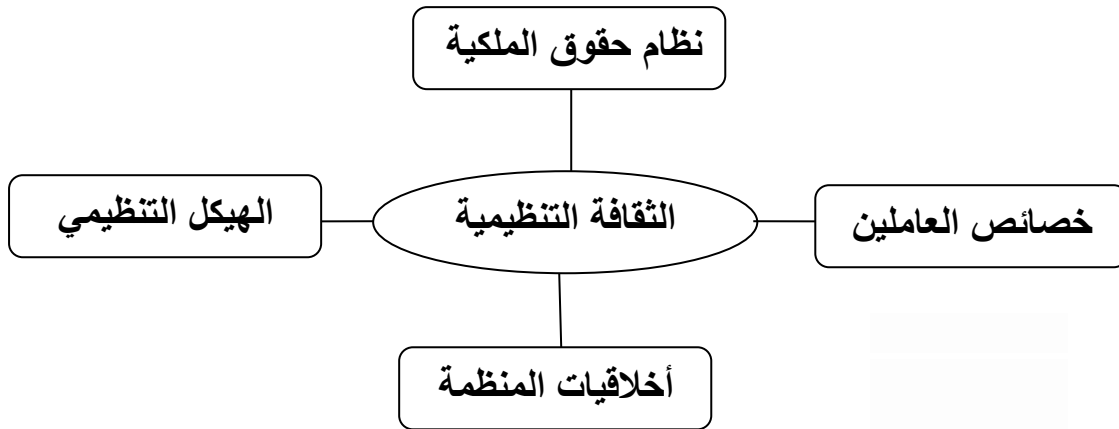 نظام حقوق الملكية
خصائص العاملين
الثقافة التنظيمية
الهيكل التنظيمي
أخلاقيات المنظمة